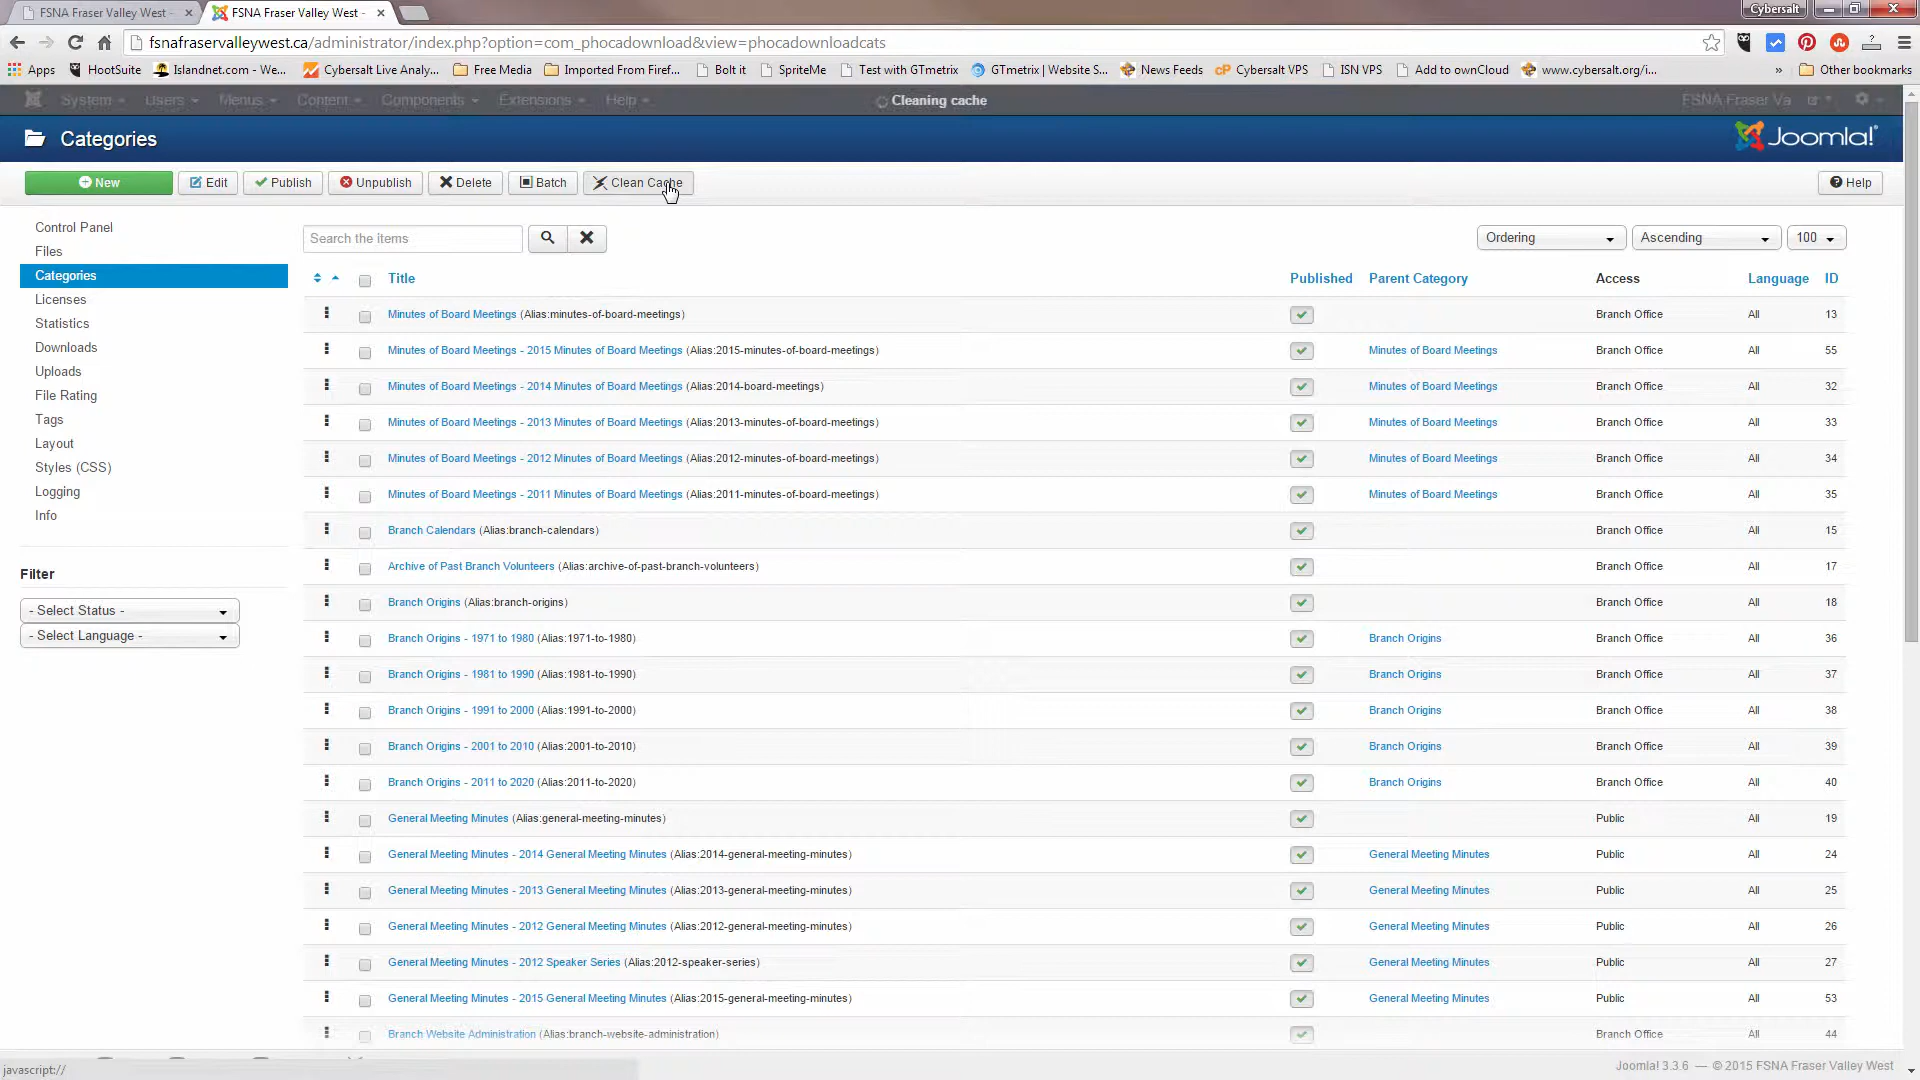 FSNA Fraser Valley West -
FSNA Fraser Valley West -
Cybersalt
fsnafraservalleywest.ca/administrator/index.php?option=com_phocadownload&view=phocadownloadcats
Apps HootSuite Islandnet.com - We... Cybersalt Live Analy... Free Media Imported From Firef... Bolt it SpriteMe Test with GTmetrix GTmetrix | Website S... News Feeds Cybersalt VPS ISN VPS Add to ownCloud www.cybersalt.org/i... » Other bookmarks
System Users Menus Content Components Extensions Help Cleaning cache FSNA Fraser Va
Categories Joomla!
New Edit Publish Unpublish Delete Batch Clean Cache Help
Control Panel
Files
Categories
Licenses
Statistics
Downloads
Uploads
File Rating
Tags
Layout
Styles (CSS)
Logging
Info
Filter
- Select Status -
- Select Language -
Search the items Ordering Ascending 100
Title Published Parent Category Access Language ID
Minutes of Board Meetings (Alias:minutes-of-board-meetings) Branch Office All 13
Minutes of Board Meetings - 2015 Minutes of Board Meetings (Alias:2015-minutes-of-board-meetings) Minutes of Board Meetings Branch Office All 55
Minutes of Board Meetings - 2014 Minutes of Board Meetings (Alias:2014-board-meetings) Minutes of Board Meetings Branch Office All 32
Minutes of Board Meetings - 2013 Minutes of Board Meetings (Alias:2013-minutes-of-board-meetings) Minutes of Board Meetings Branch Office All 33
Minutes of Board Meetings - 2012 Minutes of Board Meetings (Alias:2012-minutes-of-board-meetings) Minutes of Board Meetings Branch Office All 34
Minutes of Board Meetings - 2011 Minutes of Board Meetings (Alias:2011-minutes-of-board-meetings) Minutes of Board Meetings Branch Office All 35
Branch Calendars (Alias:branch-calendars) Branch Office All 15
Archive of Past Branch Volunteers (Alias:archive-of-past-branch-volunteers) Branch Office All 17
Branch Origins (Alias:branch-origins) Branch Office All 18
Branch Origins - 1971 to 1980 (Alias:1971-to-1980) Branch Origins Branch Office All 36
Branch Origins - 1981 to 1990 (Alias:1981-to-1990) Branch Origins Branch Office All 37
Branch Origins - 1991 to 2000 (Alias:1991-to-2000) Branch Origins Branch Office All 38
Branch Origins - 2001 to 2010 (Alias:2001-to-2010) Branch Origins Branch Office All 39
Branch Origins - 2011 to 2020 (Alias:2011-to-2020) Branch Origins Branch Office All 40
General Meeting Minutes (Alias:general-meeting-minutes) Public All 19
General Meeting Minutes - 2014 General Meeting Minutes (Alias:2014-general-meeting-minutes) General Meeting Minutes Public All 24
General Meeting Minutes - 2013 General Meeting Minutes (Alias:2013-general-meeting-minutes) General Meeting Minutes Public All 25
General Meeting Minutes - 2012 General Meeting Minutes (Alias:2012-general-meeting-minutes) General Meeting Minutes Public All 26
General Meeting Minutes - 2012 Speaker Series (Alias:2012-speaker-series) General Meeting Minutes Public All 27
General Meeting Minutes - 2015 General Meeting Minutes (Alias:2015-general-meeting-minutes) General Meeting Minutes Public All 53
Branch Website Administration (Alias:branch-website-administration) Branch Office All 44
javascript:// Joomla! 3.3.6 — © 2015 FSNA Fraser Valley West